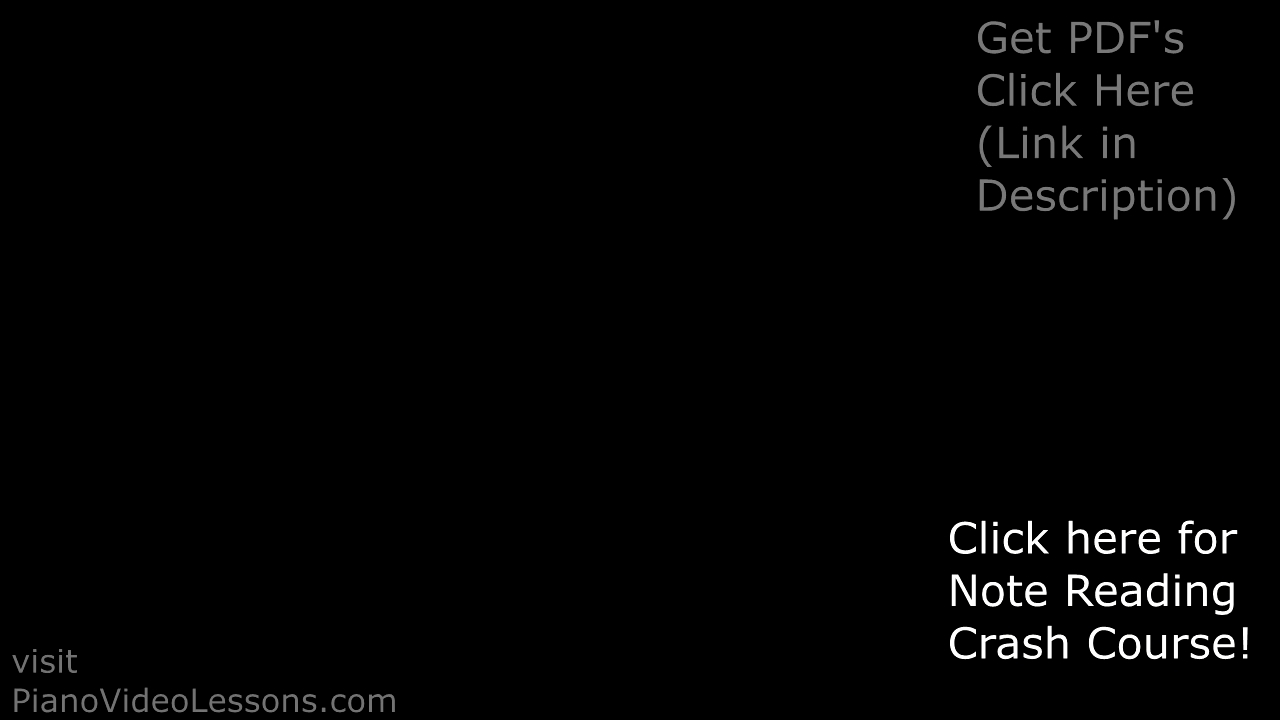 Get PDF's
Click Here
(Link in
Description)
Click here for
Note Reading
Crash Course!
visit
PianoVideoLessons.com